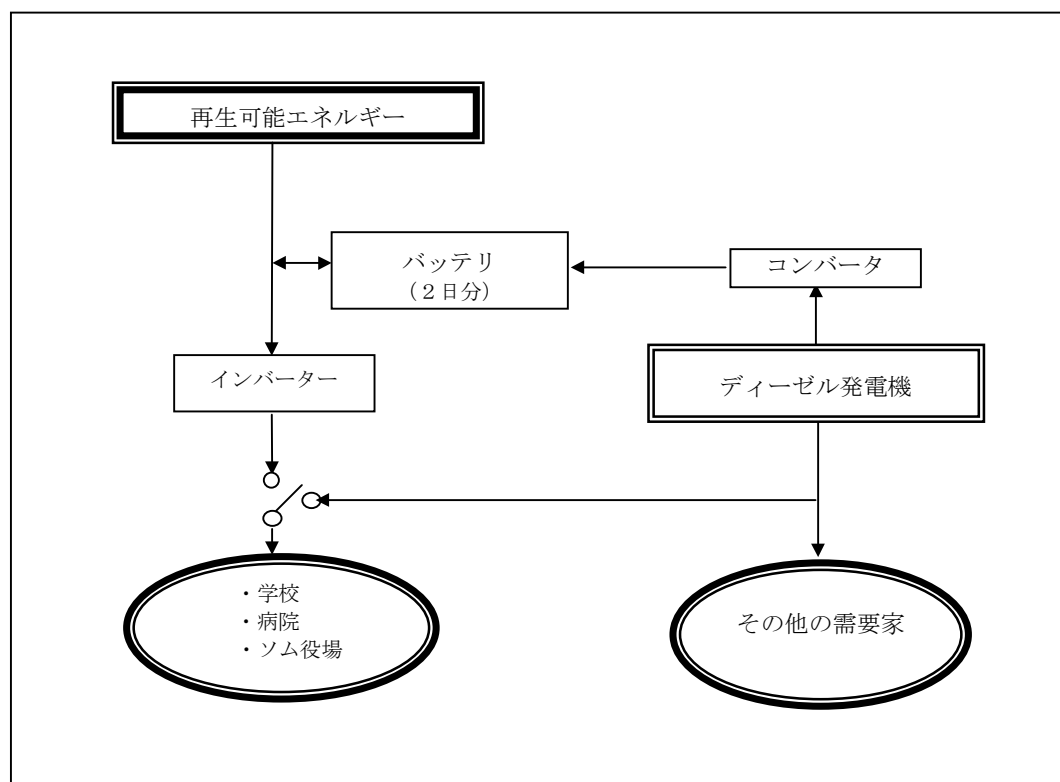 再生可能エネルギー
バッテリ
（２日分）
コンバータ
インバーター
ディーゼル発電機
・学校
・病院
・ソム役場
その他の需要家